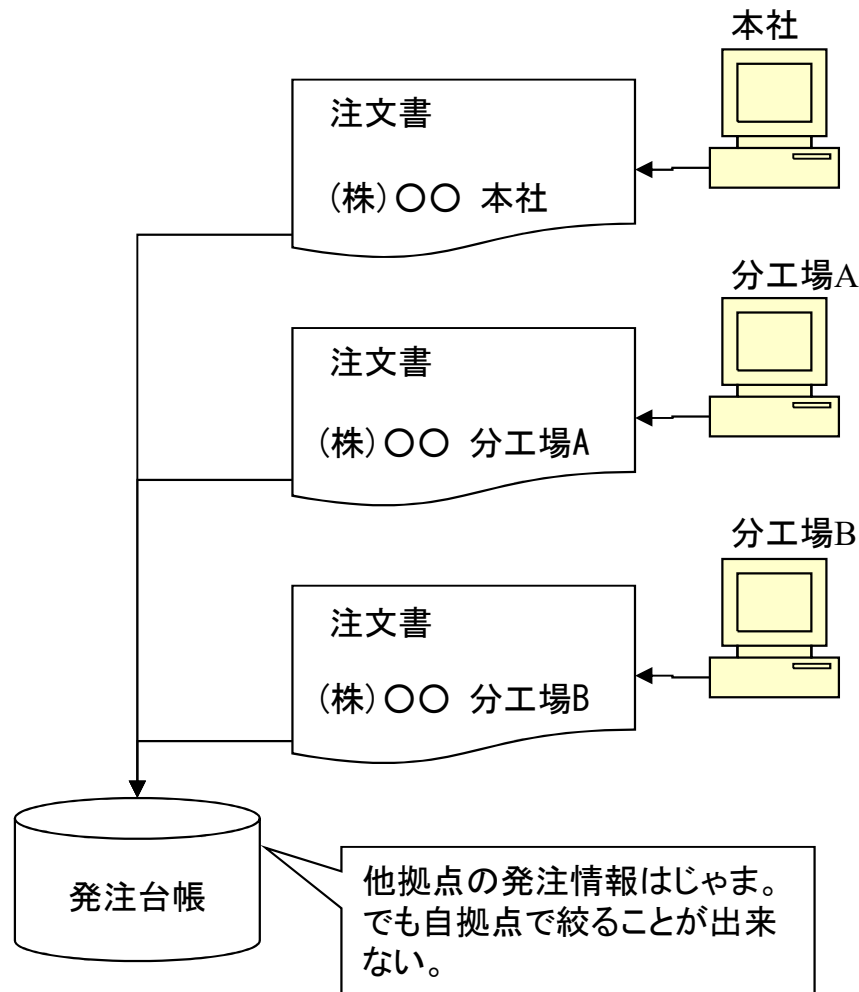 本社
注文書
(株)〇〇 本社
分工場A
注文書
(株)〇〇 分工場A
分工場B
注文書
(株)〇〇 分工場B
発注台帳
他拠点の発注情報はじゃま。
でも自拠点で絞ることが出来
ない。